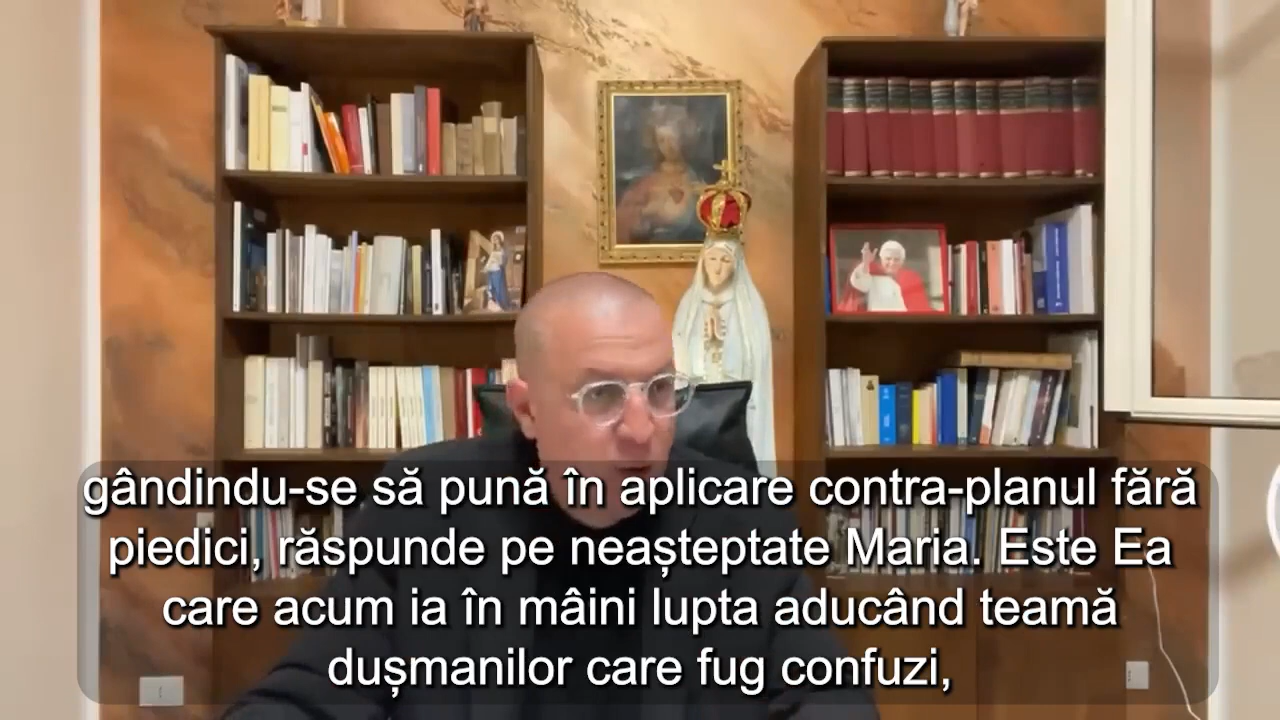 gândindu-se să pună în aplicare contra-planul fără
piedici, răspunde pe neașteptate Maria. Este Ea
care acum ia în mâini lupta aducând teamă
dușmanilor care fug confuzi,